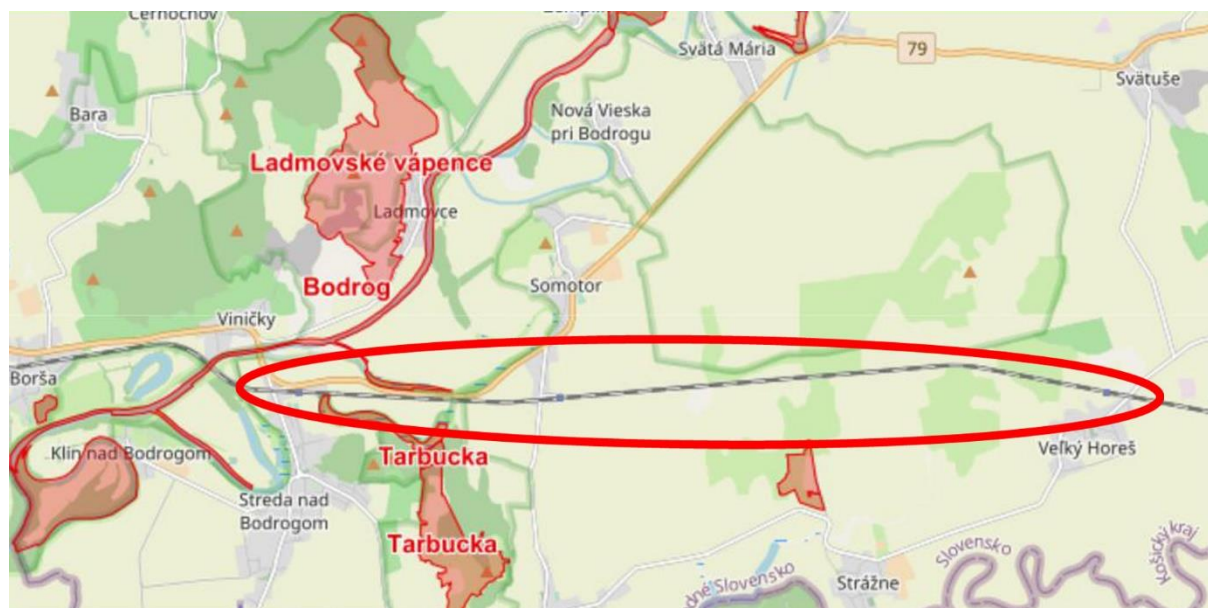 Černochov
Svätá Mária
79
Svätuše
Bara
Nová Vieska
pri Bodrogu
Ladmovské vápence
Ladmovce
Bodrog
Somotor
Viničky
Borša
Klin nad Bodrogom
Tarbucka
Veľký Horeš
Streda nad
Bodrogom
Tarbucka
Strážne
Slovensko
Košický kraj